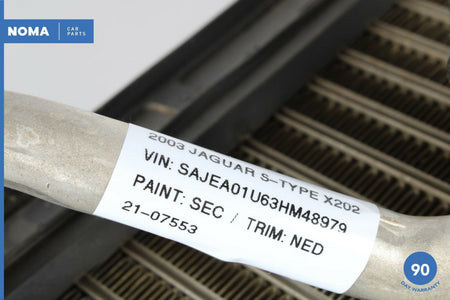 NOMA CAR PARTS
2003 JAGUAR S-TYPE X202
VIN: SAJEA01U63HM48979
PAINT: SEC / TRIM: NED
21-07553
90
DAY WARRANTY